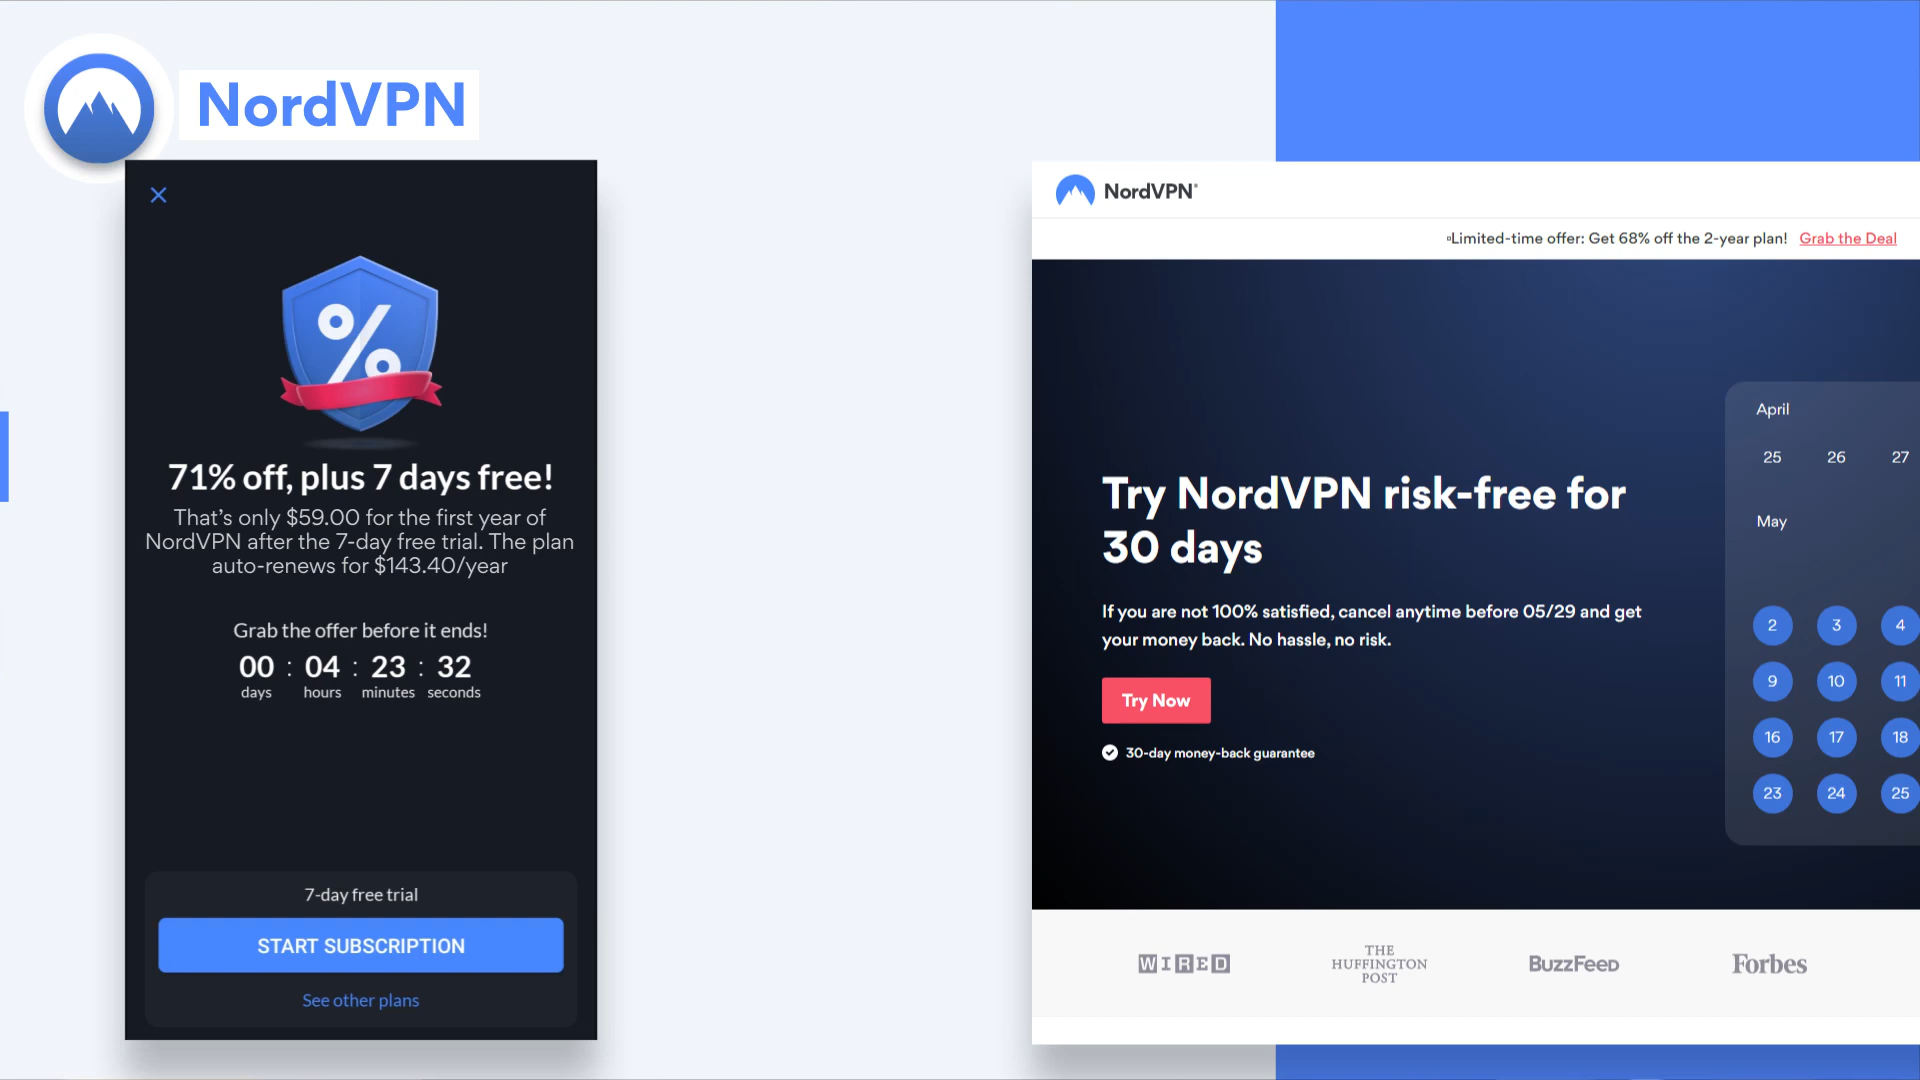 NordVPN
71% off, plus 7 days free!
That's only $59.00 for the first year of
NordVPN after the 7-day free trial. The plan
auto-renews for $143.40/year
Grab the offer before it ends!
00 : 04 : 23 : 32
days hours minutes seconds
7-day free trial
START SUBSCRIPTION
See other plans
NordVPN®
Limited-time offer: Get 68% off the 2-year plan! Grab the Deal
Try NordVPN risk-free for
30 days
If you are not 100% satisfied, cancel anytime before 05/29 and get
your money back. No hassle, no risk.
Try Now
30-day money-back guarantee
April
25 26 27
May
2 3 4
9 10 11
16 17 18
23 24 25
WIRED
THE
HUFFINGTON
POST
BuzzFeed
Forbes